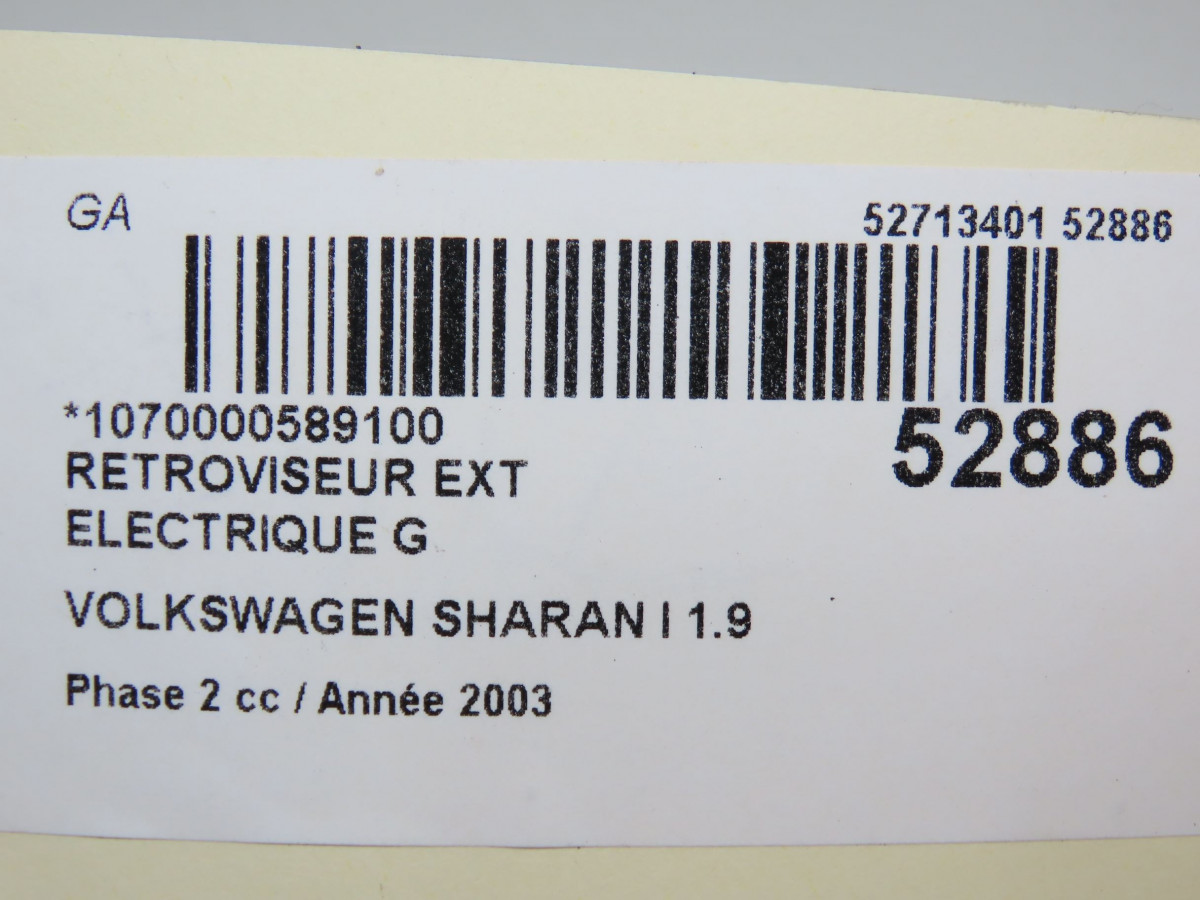 GA
52713401 52886
*1070000589100
52886
RETROVISEUR EXT
ELECTRIQUE G
VOLKSWAGEN SHARAN I 1.9
Phase 2 cc / Année 2003